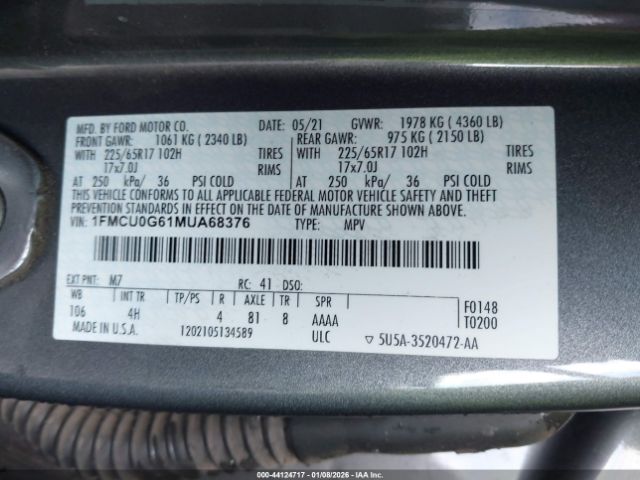 MFD. BY FORD MOTOR CO. DATE: 05/21 GVWR: 1978 KG ( 4360 LB)
FRONT GAWR: 1061 KG ( 2340 LB) REAR GAWR: 975 KG ( 2150 LB)
WITH 225/65R17 102H TIRES WITH 225/65R17 102H TIRES
17x7.0J RIMS 17x7.0J RIMS
AT 250 kPa/ 36 PSI COLD AT 250 kPa/ 36 PSI COLD
THIS VEHICLE CONFORMS TO ALL APPLICABLE FEDERAL MOTOR VEHICLE SAFETY AND THEFT
PREVENTION STANDARDS IN EFFECT ON THE DATE OF MANUFACTURE SHOWN ABOVE.
VIN: 1FMCU0G61MUA68376 TYPE: MPV
EXT PNT: M7 RC: 41 DSO:
WB INT TR TP/PS R AXLE TR SPR F0148
106 4H 4 81 8 AAAA T0200
MADE IN U.S.A. 1202105134589 ULC ▽ 5U5A-3520472-AA
000-44124717 | 01/08/2026 - IAA Inc. |